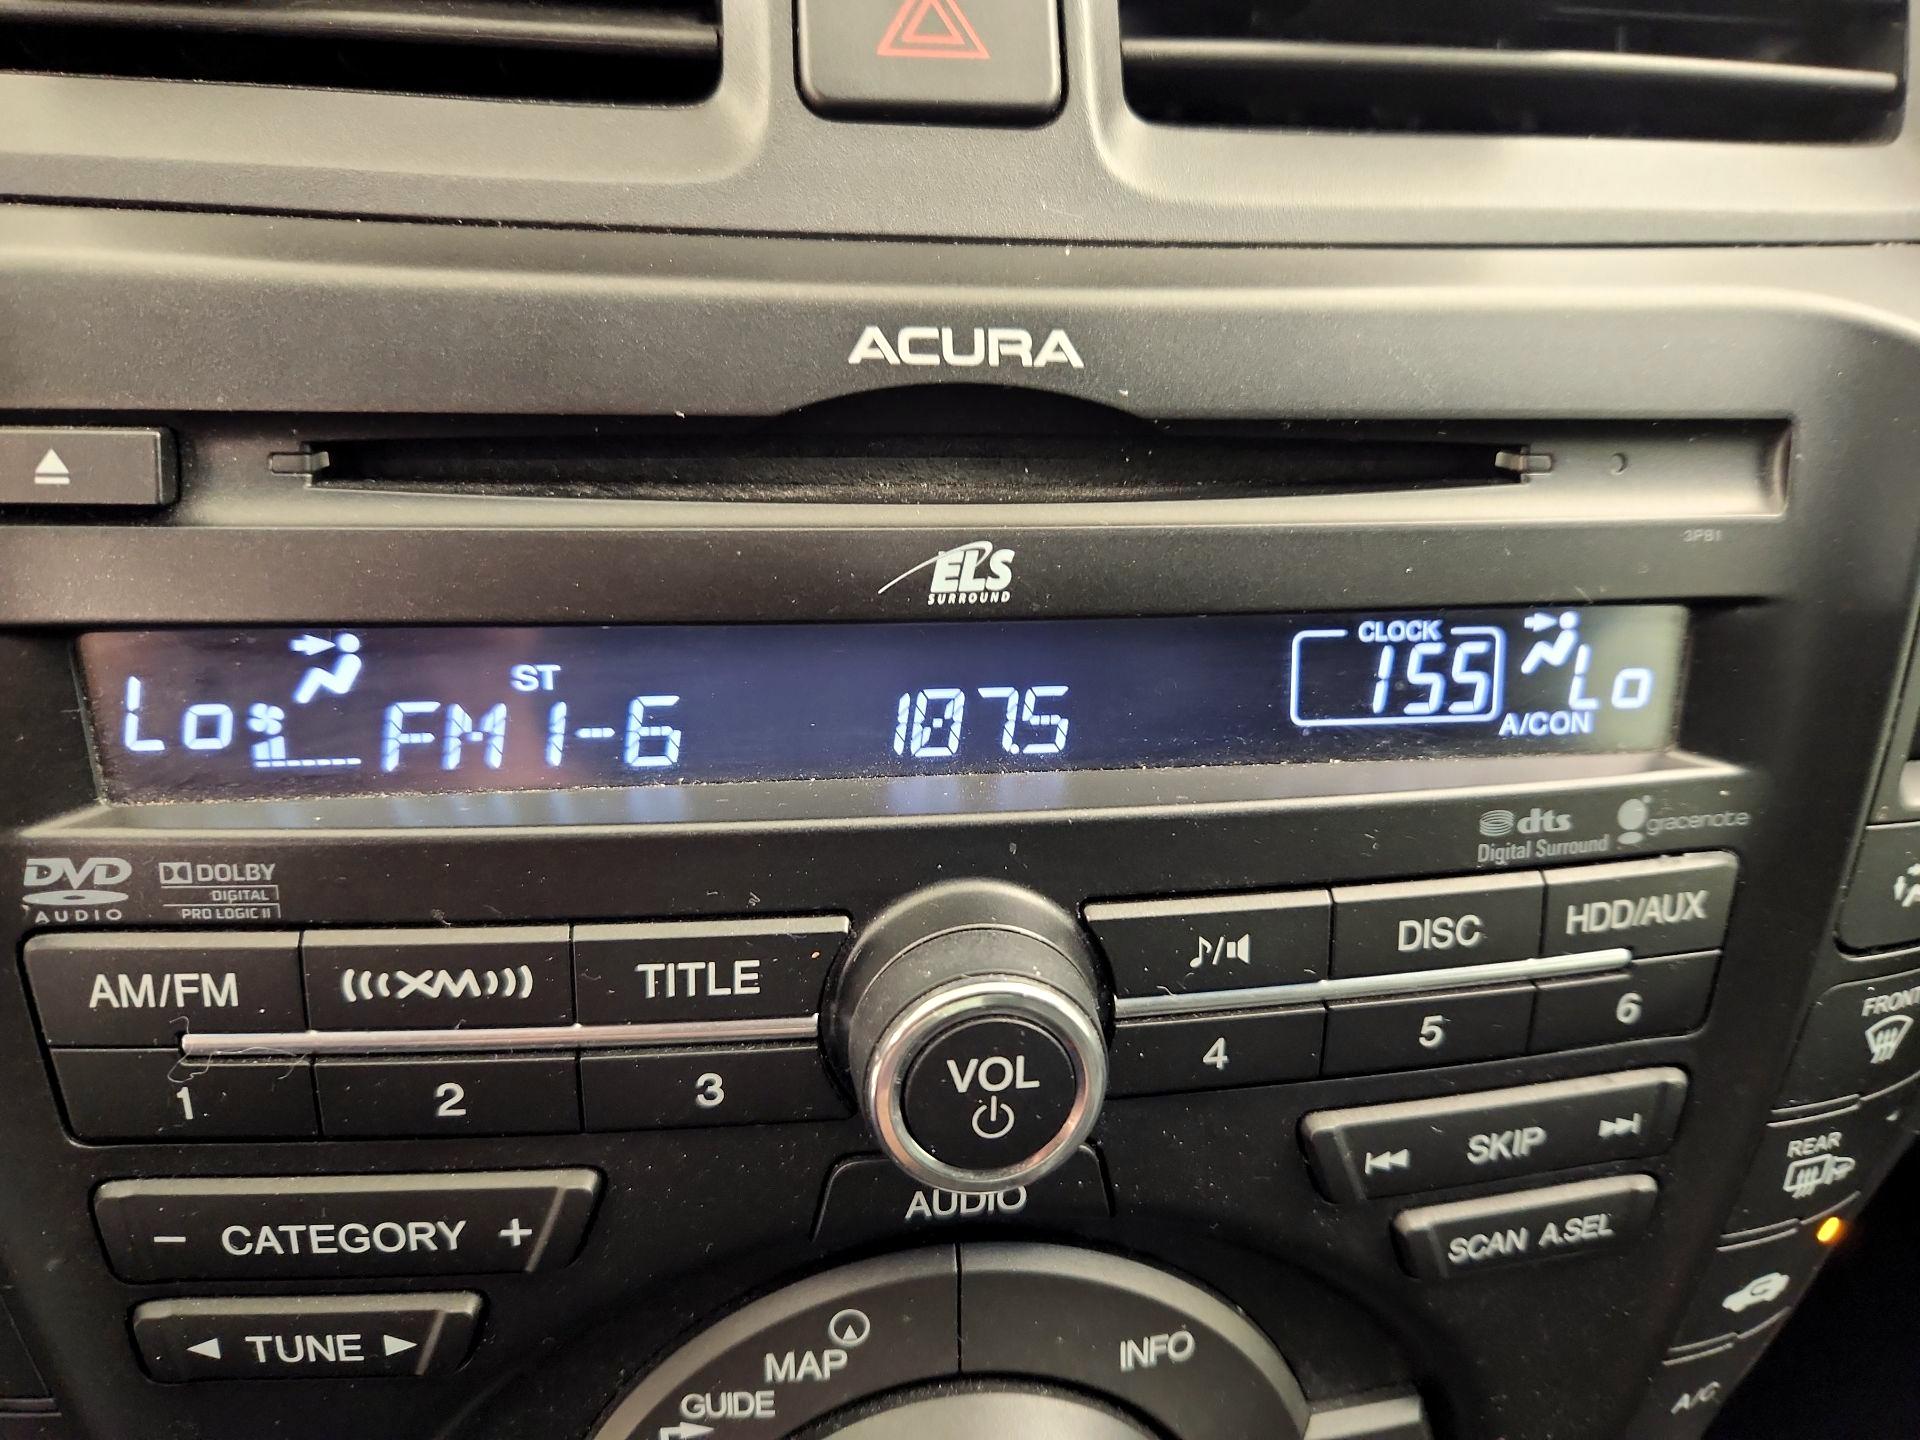 ACURA
3PB1
ELS
SURROUND
Lo FM1-6 ST 107.5 CLOCK 155 A/CON Lo
dts
Digital Surround
gracenote
DVD
AUDIO
DOLBY
DIGITAL
PRO LOGIC II
AM/FM
XM
TITLE
DISC
HDD/AUX
1
2
3
VOL
4
5
6
FRONT
REAR
SKIP
AUDIO
- CATEGORY +
SCAN A.SEL
TUNE
MAP
INFO
GUIDE
A/C